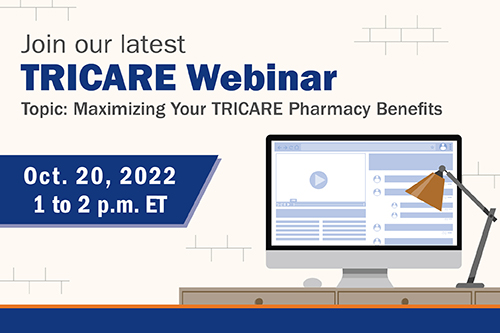 Join our latest
TRICARE Webinar
Topic: Maximizing Your TRICARE Pharmacy Benefits
Oct. 20, 2022
1 to 2 p.m. ET